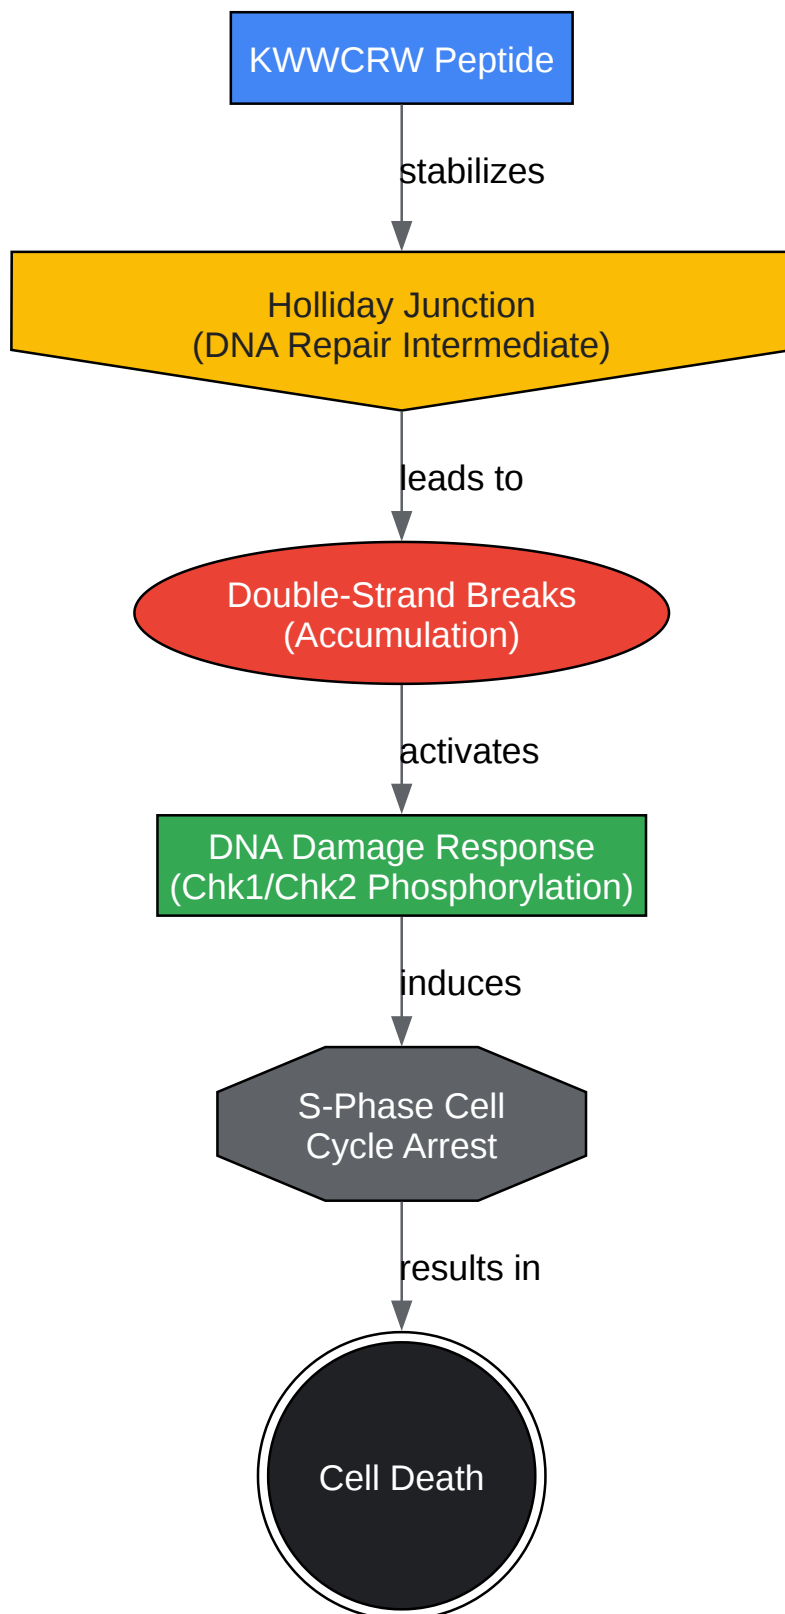 KWWCRW Peptide
stabilizes
Holliday Junction
(DNA Repair Intermediate)
leads to
Double-Strand Breaks
(Accumulation)
activates
DNA Damage Response
(Chk1/Chk2 Phosphorylation)
induces
S-Phase Cell
Cycle Arrest
results in
Cell Death